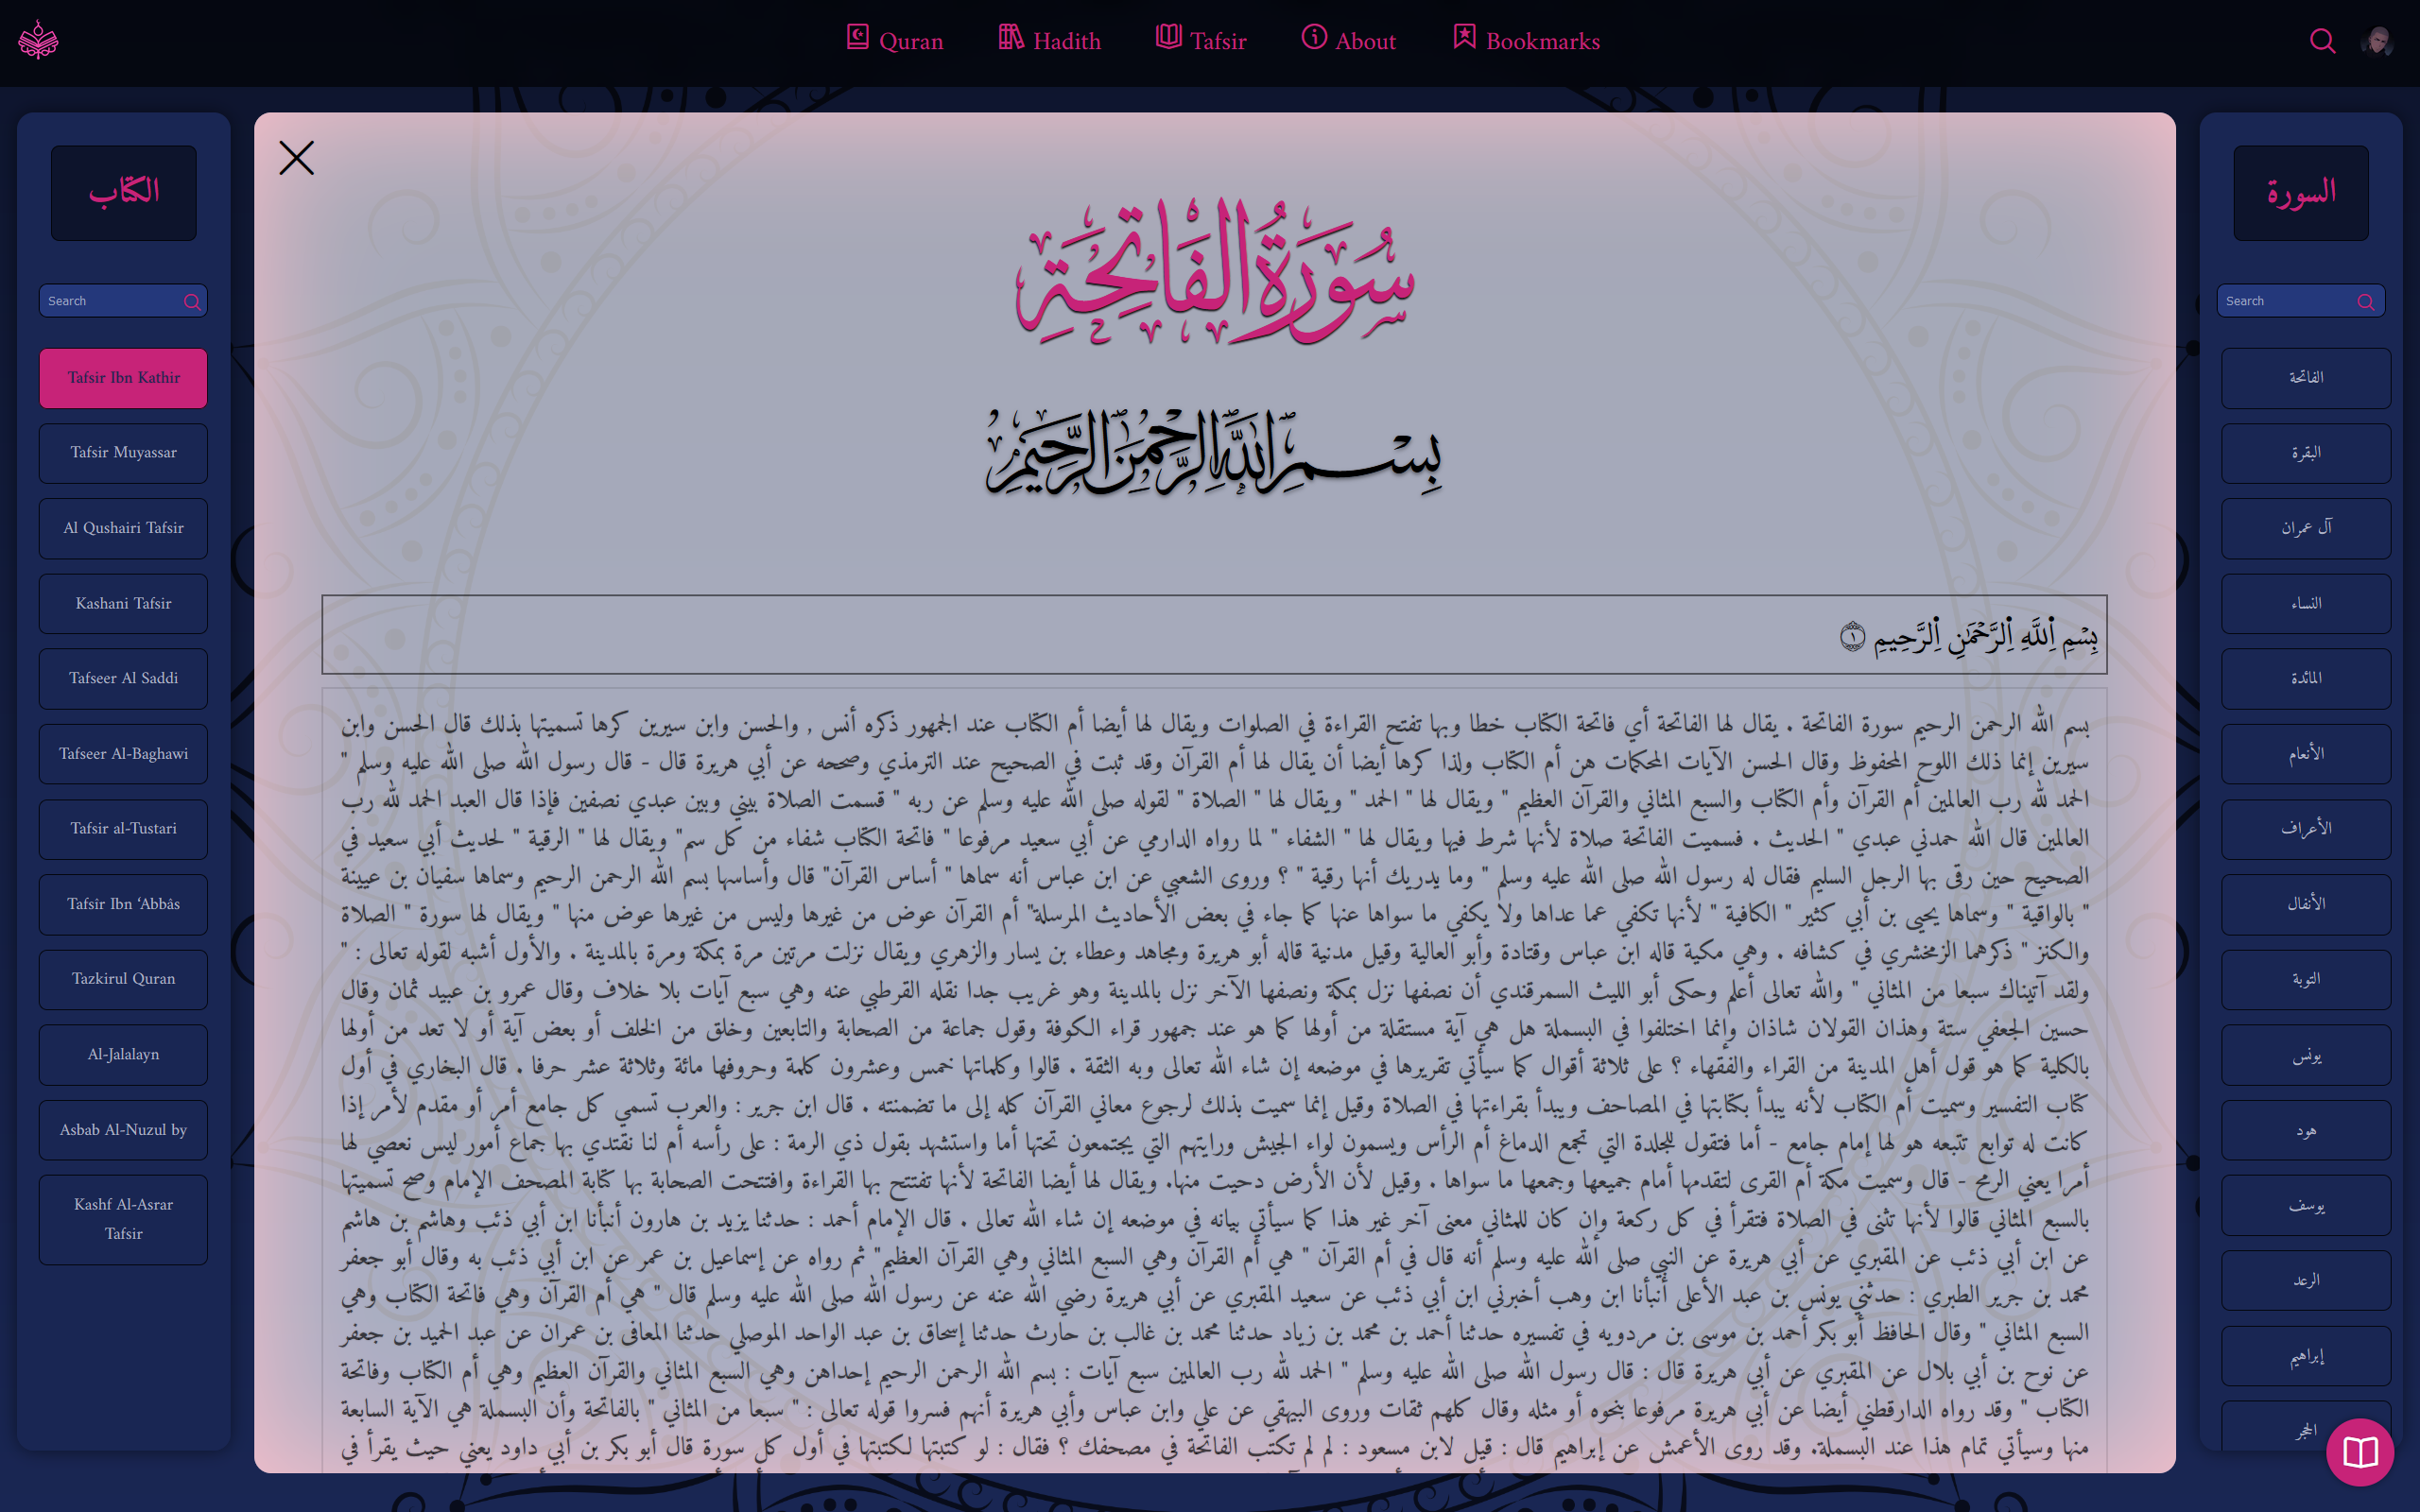 Quran
Hadith
Tafsir
About
Bookmarks
الكتاب
Search
Tafsir Ibn Kathir
Tafsir Muyassar
Al Qushairi Tafsir
Kashani Tafsir
Tafseer Al Saddi
Tafseer Al-Baghawi
Tafsir al-Tustari
Tafsîr Ibn ‘Abbâs
Tazkirul Quran
Al-Jalalayn
Asbab Al-Nuzul by
Kashf Al-Asrar
Tafsir
سُورَةُ الْفَاتِحَةِ
بِسْمِ اللَّهِ الرَّحْمَٰنِ الرَّحِيمِ
بِسْمِ اِ۬للَّهِ اِ۬لرَّحْمَٰنِ اِ۬لرَّحِيمِ ١
بسم الله الرحمن الرحيم سورة الفاتحة . يقال لها الفاتحة أي فاتحة الكتاب خطا وبها تفتح القراءة في الصلوات ويقال لها أيضا أم الكتاب عند الجمهور ذكره أنس , والحسن وابن سيرين كرها تسميتها بذلك قال الحسن وابن
سيرين إنما ذلك اللوح المحفوظ وقال الحسن الآيات المحكمات هن أم الكتاب ولذا كرها أيضا أن يقال لها أم القرآن وقد ثبت في الصحيح عند الترمذي وصححه عن أبي هريرة قال - قال رسول الله صلى الله عليه وسلم "
الحمد لله رب العالمين أم القرآن وأم الكتاب والسبع المثاني والقرآن العظيم " ويقال لها " الحمد " ويقال لها " الصلاة " لقوله صلى الله عليه وسلم عن ربه " قسمت الصلاة بيني وبين عبدي نصفين فإذا قال العبد الحمد لله رب
العالمين قال الله حمدني عبدي " الحديث . فسميت الفاتحة صلاة لأنها شرط فيها ويقال لها " الشفاء " لما رواه الدارمي عن أبي سعيد مرفوعا " فاتحة الكتاب شفاء من كل سم" ويقال لها " الرقية " لحديث أبي سعيد في
الصحيح حين رقى بها الرجل السليم فقال له رسول الله صلى الله عليه وسلم " وما يدريك أنها رقية " ؟ وروى الشعبي عن ابن عباس أنه سماها " أساس القرآن" قال وأساسها بسم الله الرحمن الرحيم وسماها سفيان بن عيينة
" بالواقية " وسماها يحيى بن أبي كثير " الكافية " لأنها تكفي عما عداها ولا يكفي ما سواها عنها كما جاء في بعض الأحاديث المرسلة" أم القرآن عوض من غيرها وليس من غيرها عوض منها " ويقال لها سورة " الصلاة
والكنز " ذكرهما الزمخشري في كشافه . وهي مكية قاله ابن عباس وقتادة وأبو العالية وقيل مدنية قاله أبو هريرة ومجاهد وعطاء بن يسار والزهري ويقال نزلت مرتين مرة بمكة ومرة بالمدينة . والأول أشبه لقوله تعالى : "
ولقد آتيناك سبعا من المثاني " والله تعالى أعلم وحكى أبو الليث السمرقندي أن نصفها نزل بمكة ونصفها الآخر نزل بالمدينة وهو غريب جدا نقله القرطبي عنه وهي سبع آيات بلا خلاف وقال عمرو بن عبيد ثمان وقال
حسين الجعفي ستة وهذان القولان شاذان وإنما اختلفوا في البسملة هل هي آية مستقلة من أولها كما هو عند جمهور قراء الكوفة وقول جماعة من الصحابة والتابعين وخلق من الخلف أو بعض آية أو لا تعد من أولها
بالكلية كما هو قول أهل المدينة من القراء والفقهاء ؟ على ثلاثة أقوال كما سيأتي تقريرها في موضعه إن شاء الله تعالى وبه الثقة . قالوا وكلماتها خمس وعشرون كلمة وحروفها مائة وثلاثة عشر حرفا . قال البخاري في أول
كتاب التفسير وسميت أم الكتاب لأنه يبدأ بكتابتها في المصاحف ويبدأ بقراءتها في الصلاة وقيل إنما سميت بذلك لرجوع معاني القرآن كله إلى ما تضمنته . قال ابن جرير : والعرب تسمي كل جامع أمر أو مقدم لأمر إذا
كانت له توابع تتبعه هو لها إمام جامع - أما فتقول للجلدة التي تجمع الدماغ أم الرأس ويسمون لواء الجيش ورايتهم التي يجتمعون تحتها أما واستشهد بقول ذي الرمة : على رأسه أم لنا نقتدي بها جماع أمور ليس نعصي لها
أمرا يعني الرمح - قال وسميت مكة أم القرى لتقدمها أمام جميعها وجمعها ما سواها . وقيل لأن الأرض دحيت منها. ويقال لها أيضا الفاتحة لأنها تفتتح بها القراءة وافتتحت الصحابة بها كتابة المصحف الإمام وصح تسميتها
بالسبع المثاني قالوا لأنها تثنى في الصلاة فتقرأ في كل ركعة وإن كان للمثاني معنى آخر غير هذا كما سيأتي بيانه في موضعه إن شاء الله تعالى . قال الإمام أحمد : حدثنا يزيد بن هارون أنبأنا ابن أبي ذئب وهاشم بن هاشم
عن ابن أبي ذئب عن المقبري عن أبي هريرة عن النبي صلى الله عليه وسلم أنه قال في أم القرآن " هي أم القرآن وهي السبع المثاني وهي القرآن العظيم" ثم رواه عن إسماعيل بن عمر عن ابن أبي ذئب به وقال أبو جعفر
محمد بن جرير الطبري : حدثني يونس بن عبد الأعلى أنبأنا ابن وهب أخبرني ابن أبي ذئب عن سعيد المقبري عن أبي هريرة رضي الله عنه عن رسول الله صلى الله عليه وسلم قال " هي أم القرآن وهي فاتحة الكتاب وهي
السبع المثاني " وقال الحافظ أبو بكر أحمد بن موسى بن مردويه في تفسيره حدثنا أحمد بن محمد بن زياد حدثنا محمد بن غالب بن حارث حدثنا إسحاق بن عبد الواحد الموصلي حدثنا المعافى بن عمران عن عبد الحميد بن جعفر
عن نوح بن أبي بلال عن المقبري عن أبي هريرة قال : قال رسول الله صلى الله عليه وسلم " الحمد لله رب العالمين سبع آيات : بسم الله الرحمن الرحيم إحداهن وهي السبع المثاني والقرآن العظيم وهي أم الكتاب وفاتحة
الكتاب " وقد رواه الدارقطني أيضا عن أبي هريرة مرفوعا بنحوه أو مثله وقال كلهم ثقات وروى البيهقي عن علي وابن عباس وأبي هريرة أنهم فسروا قوله تعالى : " سبعا من المثاني " بالفاتحة وأن البسملة هي الآية السابعة
منها وسيأتي تمام هذا عند البسملة. وقد روى الأعمش عن إبراهيم قال : قيل لابن مسعود : لم لم تكتب الفاتحة في مصحفك ؟ فقال : لو كتبتها لكتبتها في أول كل سورة قال أبو بكر بن أبي داود يعني حيث يقرأ في
السورة
Search
الفاتحة
البقرة
آل عمران
النساء
المائدة
الأنعام
الأعراف
الأنفال
التوبة
يونس
هود
يوسف
الرعد
إبراهيم
الحجر